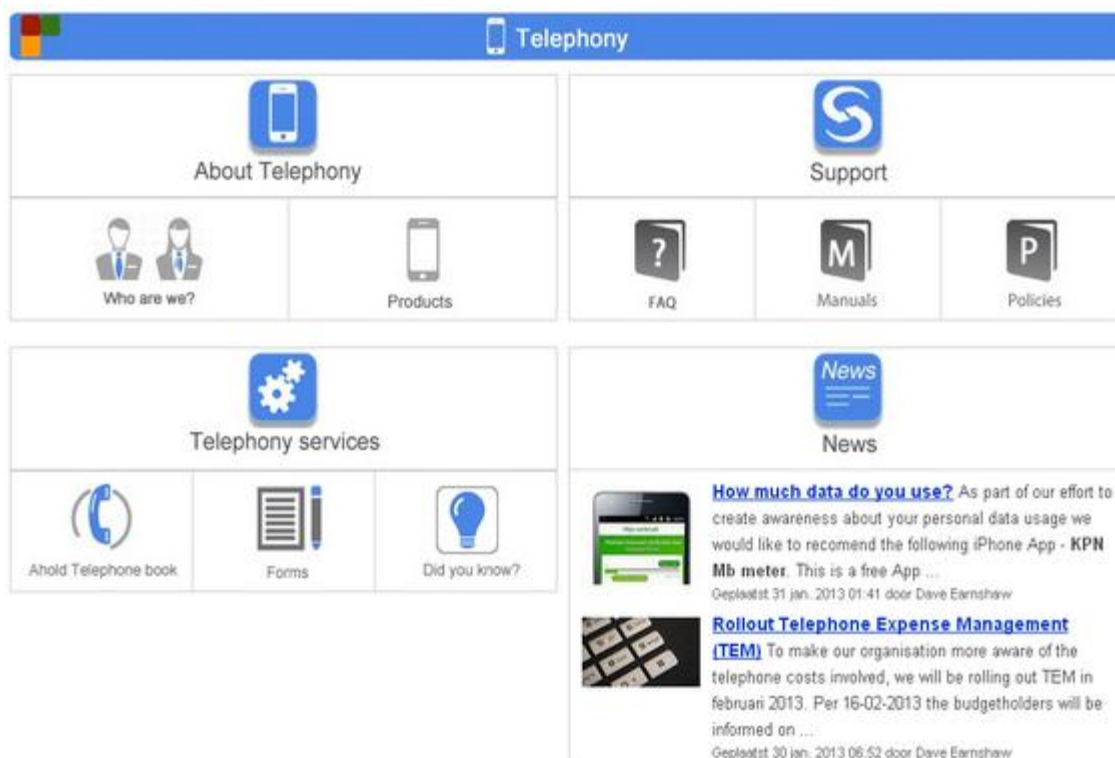 Telephony
About Telephony
Who are we?
Products
Support
?
FAQ
M
Manuals
P
Policies
Telephony services
Ahold Telephone book
Forms
Did you know?
News
News
How much data do you use? As part of our effort to
create awareness about your personal data usage we
would like to recomend the following iPhone App - KPN
Mb meter. This is a free App ...
Geplaatst 31 jan. 2013 01:41 door Dave Earnshaw
Rollout Telephone Expense Management
(TEM) To make our organisation more aware of the
telephone costs involved, we will be rolling out TEM in
februari 2013. Per 16-02-2013 the budgetholders will be
informed on ...
Geplaatst 30 jan. 2013 06:52 door Dave Earnshaw